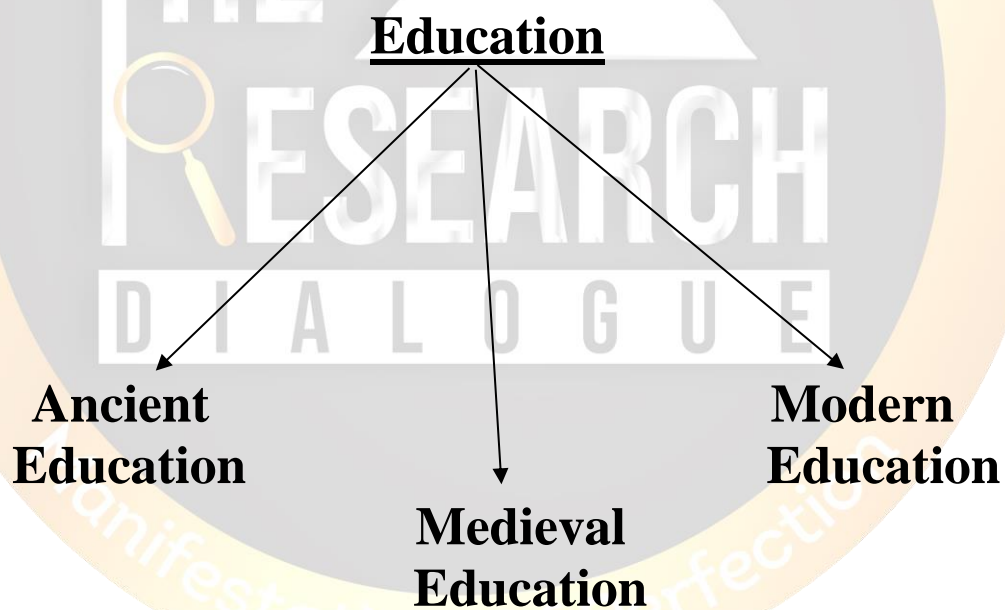 Education
RESEARCH
DIALOGUE
Ancient
Education
Modern
Education
Medieval
Education